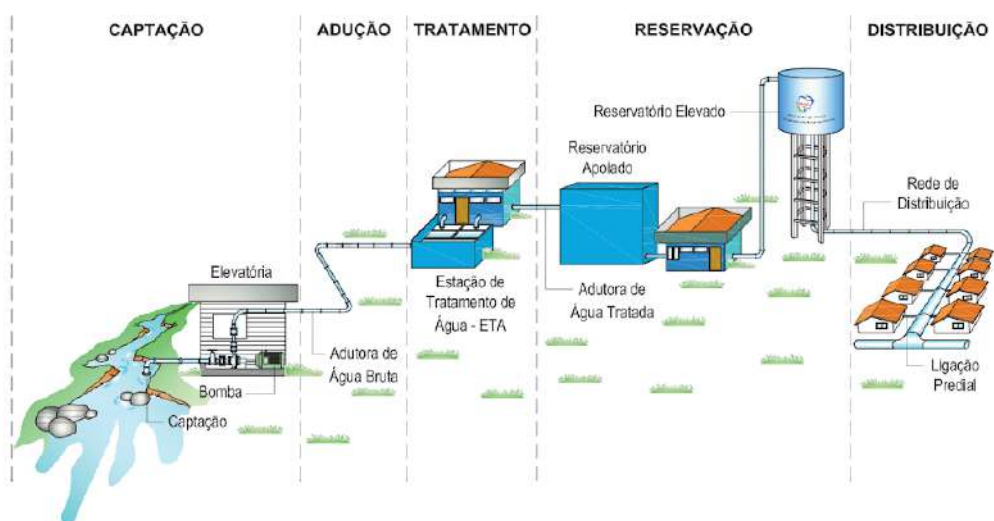 CAPTAÇÃO
ADUÇÃO
TRATAMENTO
RESERVAÇÃO
DISTRIBUIÇÃO
Reservatório Elevado
Reservatório
Apoiado
Rede de
Distribuição
Elevatória
Estação de
Tratamento de
Água - ETA
Adutora de
Água Tratada
Adutora de
Água Bruta
Bomba
Captação
Ligação
Predial